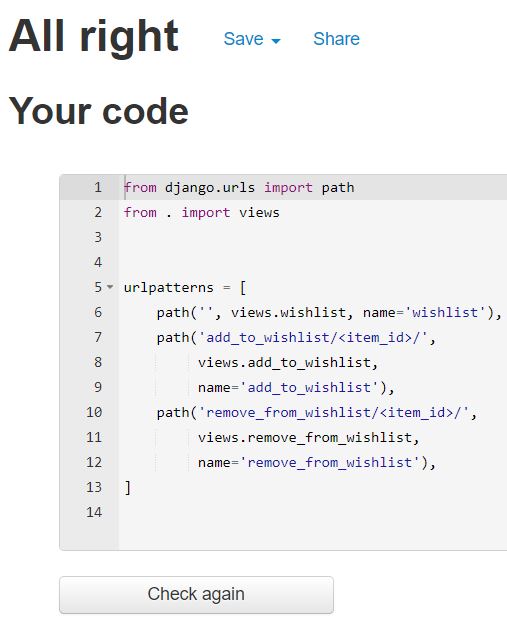 All right Save Share
Your code
1 from django.urls import path
2 from . import views
3
4
5 urlpatterns = [
6     path('', views.wishlist, name='wishlist'),
7     path('add_to_wishlist/<item_id>/',
8          views.add_to_wishlist,
9          name='add_to_wishlist'),
10     path('remove_from_wishlist/<item_id>/',
11          views.remove_from_wishlist,
12          name='remove_from_wishlist'),
13 ]
14
Check again